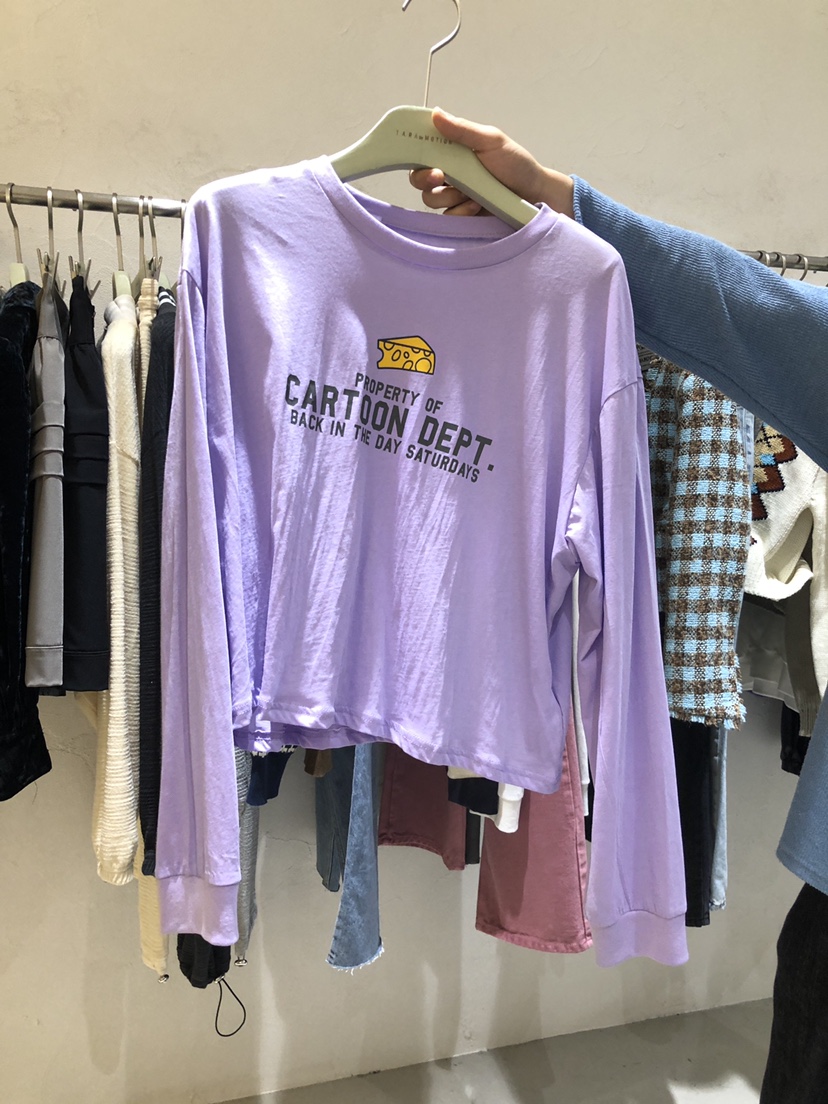 PROPERTY OF
CARTOON DEPT.
BACK IN THE DAY SATURDAYS